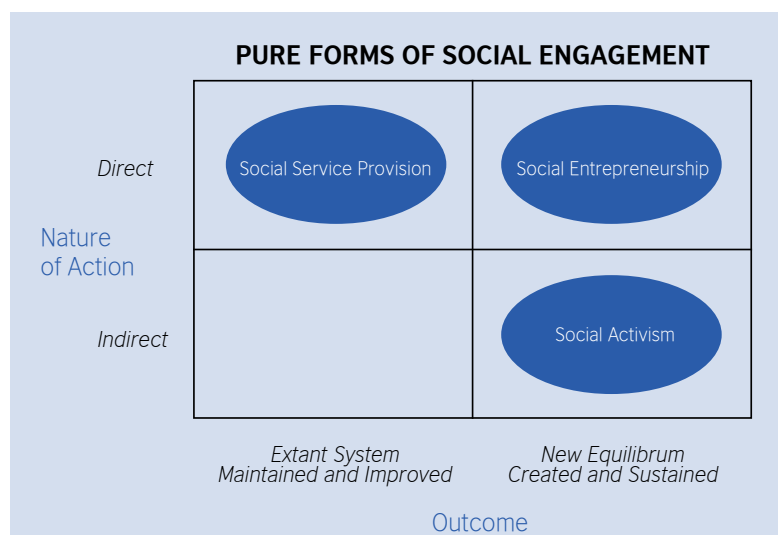 PURE FORMS OF SOCIAL ENGAGEMENT
Direct
Social Service Provision
Social Entrepreneurship
Nature
of Action
Indirect
Social Activism
Extant System
Maintained and Improved
New Equilibrum
Created and Sustained
Outcome